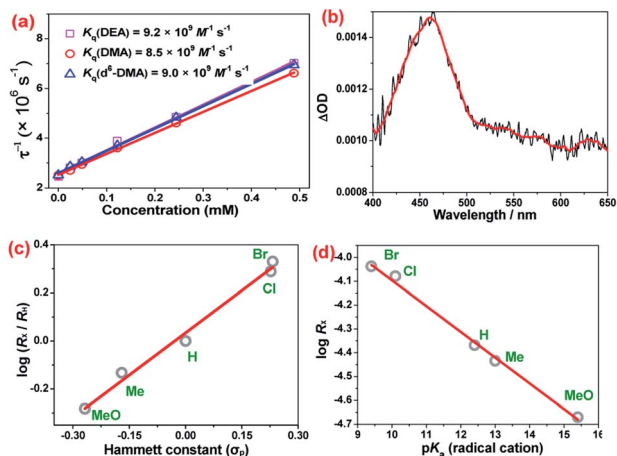 (a)
K_q(DEA) = 9.2 × 10⁹ M⁻¹ s⁻¹
K_q(DMA) = 8.5 × 10⁹ M⁻¹ s⁻¹
K_q(d⁶-DMA) = 9.0 × 10⁹ M⁻¹ s⁻¹
τ⁻¹ (× 10⁶ s⁻¹)
8
6
4
2
0.0 0.1 0.2 0.3 0.4 0.5
Concentration (mM)
(b)
ΔOD
0.0014
0.0012
0.0010
0.0008
400 450 500 550 600 650
Wavelength / nm
(c)
log (Rₓ / R_H)
0.4
0.2
0.0
-0.2
Br
Cl
H
Me
MeO
-0.30 -0.15 0.00 0.15 0.30
Hammett constant (σₚ)
(d)
log Rₓ
-4.0
-4.1
-4.2
-4.3
-4.4
-4.5
-4.6
-4.7
Br
Cl
H
Me
MeO
9 10 11 12 13 14 15 16
pKₐ (radical cation)